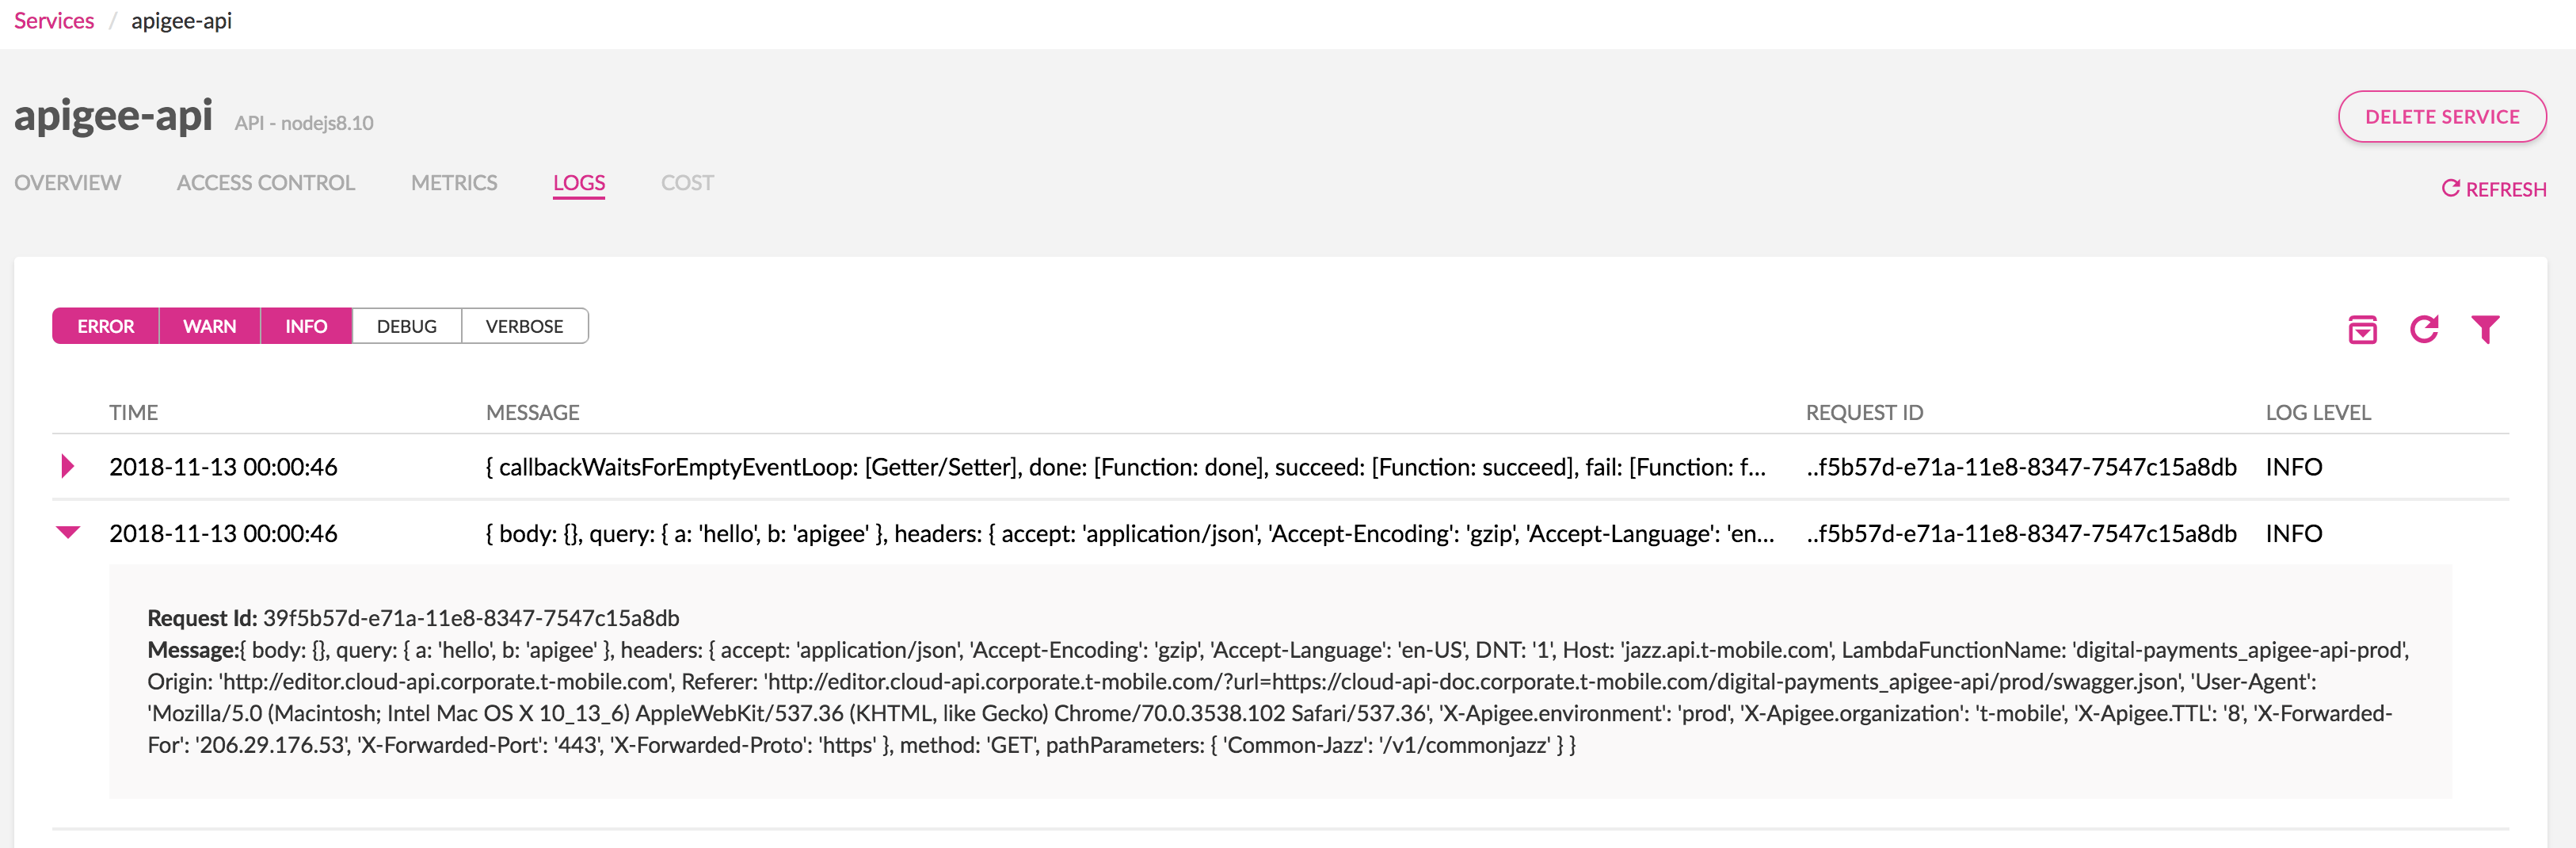 Services / apigee-api
apigee-api API - nodejs8.10
DELETE SERVICE
OVERVIEW ACCESS CONTROL METRICS LOGS COST
REFRESH
ERROR WARN INFO DEBUG VERBOSE
TIME MESSAGE REQUEST ID LOG LEVEL
2018-11-13 00:00:46 { callbackWaitsForEmptyEventLoop: [Getter/Setter], done: [Function: done], succeed: [Function: succeed], fail: [Function: f... ..f5b57d-e71a-11e8-8347-7547c15a8db INFO
2018-11-13 00:00:46 { body: {}, query: { a: 'hello', b: 'apigee' }, headers: { accept: 'application/json', 'Accept-Encoding': 'gzip', 'Accept-Language': 'en... ..f5b57d-e71a-11e8-8347-7547c15a8db INFO
Request Id: 39f5b57d-e71a-11e8-8347-7547c15a8db
Message:{ body: {}, query: { a: 'hello', b: 'apigee' }, headers: { accept: 'application/json', 'Accept-Encoding': 'gzip', 'Accept-Language': 'en-US', DNT: '1', Host: 'jazz.api.t-mobile.com', LambdaFunctionName: 'digital-payments_apigee-api-prod',
Origin: 'http://editor.cloud-api.corporate.t-mobile.com', Referer: 'http://editor.cloud-api.corporate.t-mobile.com/?url=https://cloud-api-doc.corporate.t-mobile.com/digital-payments_apigee-api/prod/swagger.json', 'User-Agent':
'Mozilla/5.0 (Macintosh; Intel Mac OS X 10_13_6) AppleWebKit/537.36 (KHTML, like Gecko) Chrome/70.0.3538.102 Safari/537.36', 'X-Apigee.environment': 'prod', 'X-Apigee.organization': 't-mobile', 'X-Apigee.TTL': '8', 'X-Forwarded-
For': '206.29.176.53', 'X-Forwarded-Port': '443', 'X-Forwarded-Proto': 'https' }, method: 'GET', pathParameters: { 'Common-Jazz': '/v1/commonjazz' } }